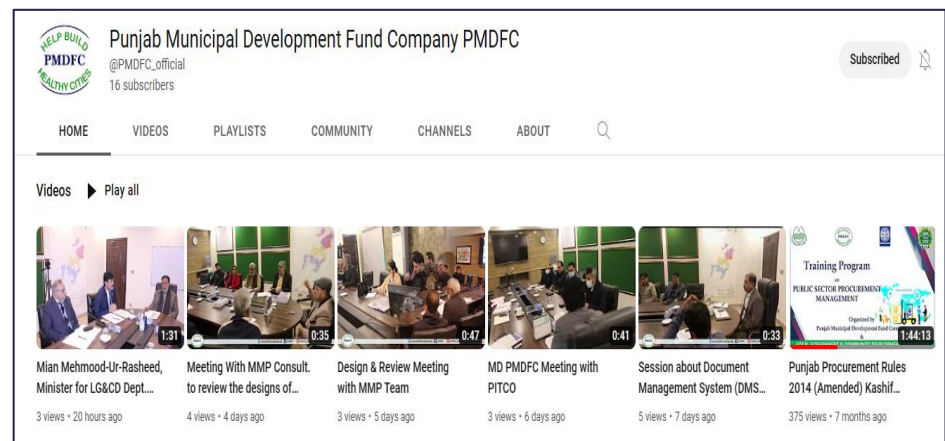 HELP BUILD
PMDFC
HEALTHY CITIES
Punjab Municipal Development Fund Company PMDFC
@PMDFC_official
16 subscribers
Subscribed
HOME VIDEOS PLAYLISTS COMMUNITY CHANNELS ABOUT
Videos Play all
Training Program
on
PUBLIC SECTOR PROCUREMENT
MANAGEMENT
Organized by
Punjab Municipal Development Fund
&
1:31 0:35 0:47 0:41 0:33 1:44:13
Mian Mehmood-Ur-Rasheed, Meeting With MMP Consult. Design & Review Meeting MD PMDFC Meeting with Session about Document Punjab Procurement Rules
Minister for LG&CD Dept.... to review the designs of... with MMP Team PITCO Management System (DMS... 2014 (Amended) Kashif...
3 views • 20 hours ago 4 views • 4 days ago 3 views • 5 days ago 3 views • 6 days ago 5 views • 7 days ago 375 views • 7 months ago